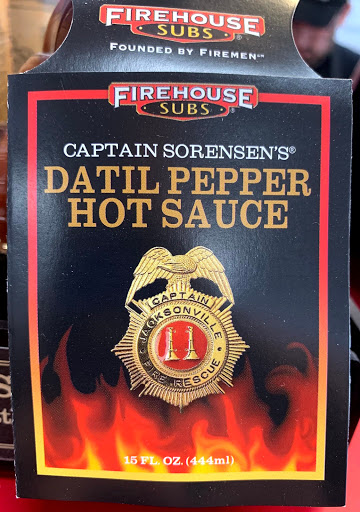 FIREHOUSE
SUBS®
FOUNDED BY FIREMEN℠
FIREHOUSE
SUBS®
CAPTAIN SORENSEN'S®
DATIL PEPPER
HOT SAUCE
CAPTAIN
JACKSONVILLE
FIRE RESCUE
15 FL. OZ. (444ml)